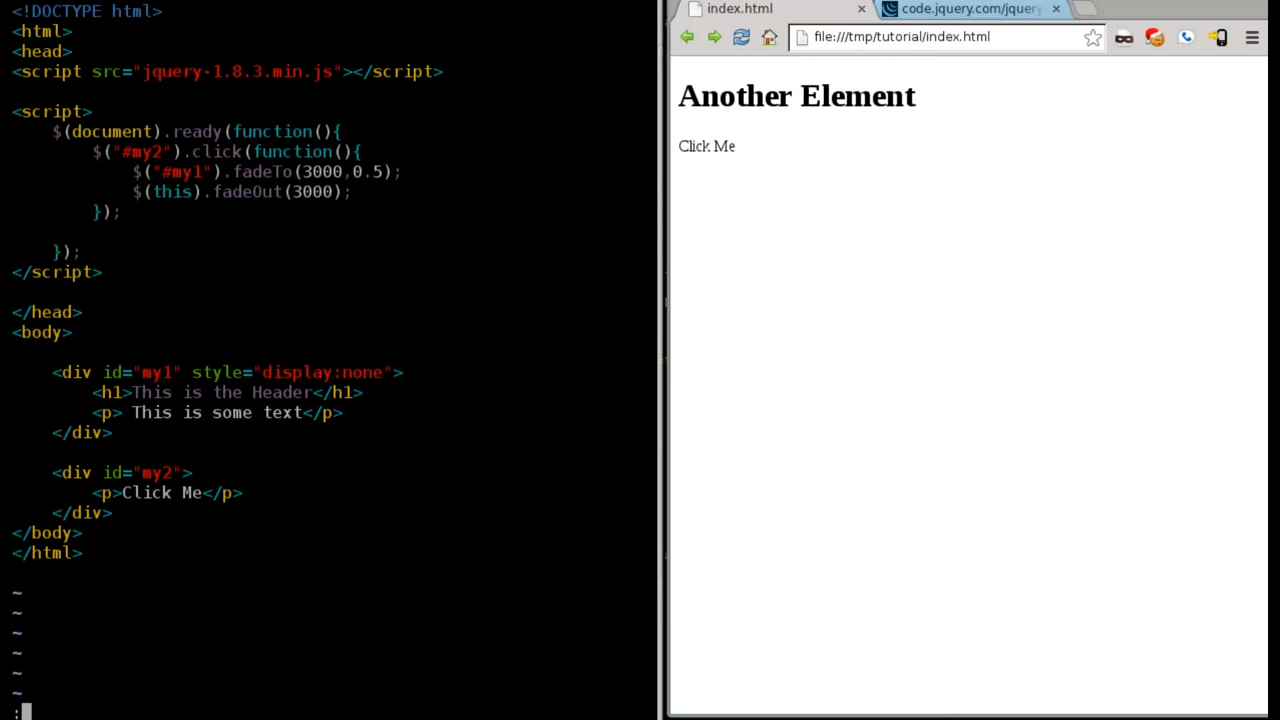 <!DOCTYPE html>
<html>
<head>
<script src="jquery-1.8.3.min.js"></script>
<script>
$(document).ready(function(){
$("#my2").click(function(){
$("#my1").fadeTo(3000,0.5);
$(this).fadeOut(3000);
});
});
</script>
</head>
<body>
<div id="my1" style="display:none">
<h1>This is the Header</h1>
<p> This is some text</p>
</div>
<div id="my2">
<p>Click Me</p>
</div>
</body>
</html>
~
~
~
~
~
~
:
index.html
code.jquery.com/jquery
file:///tmp/tutorial/index.html
Another Element
Click Me